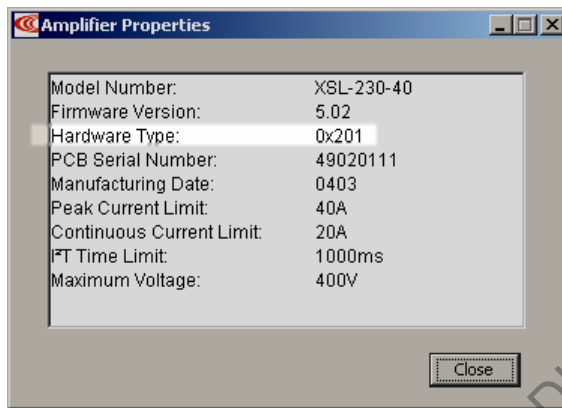 Amplifier Properties
Model Number: XSL-230-40
Firmware Version: 5.02
Hardware Type: 0x201
PCB Serial Number: 49020111
Manufacturing Date: 0403
Peak Current Limit: 40A
Continuous Current Limit: 20A
I²T Time Limit: 1000ms
Maximum Voltage: 400V
Close